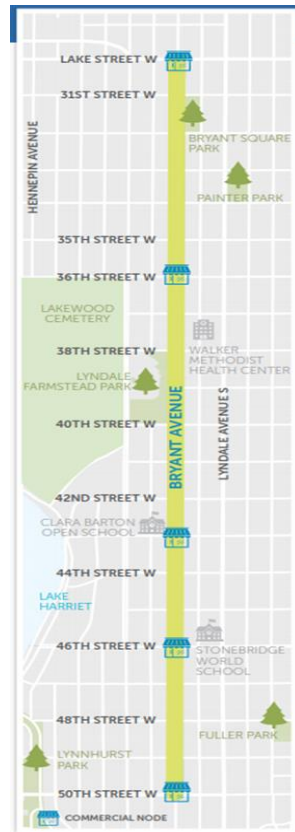 LAKE STREET W
31ST STREET W
HENNEPIN AVENUE
BRYANT SQUARE
PARK
PAINTER PARK
35TH STREET W
36TH STREET W
LAKEWOOD
CEMETERY
38TH STREET W
WALKER
METHODIST
HEALTH CENTER
LYNDALE
FARMSTEAD PARK
BRYANT AVENUE
LYNDALE AVENUE S
40TH STREET W
42ND STREET W
CLARA BARTON
OPEN SCHOOL
44TH STREET W
LAKE
HARRIET
46TH STREET W
STONEBRIDGE
WORLD
SCHOOL
48TH STREET W
FULLER PARK
LYNNHURST
PARK
50TH STREET W
COMMERCIAL NODE